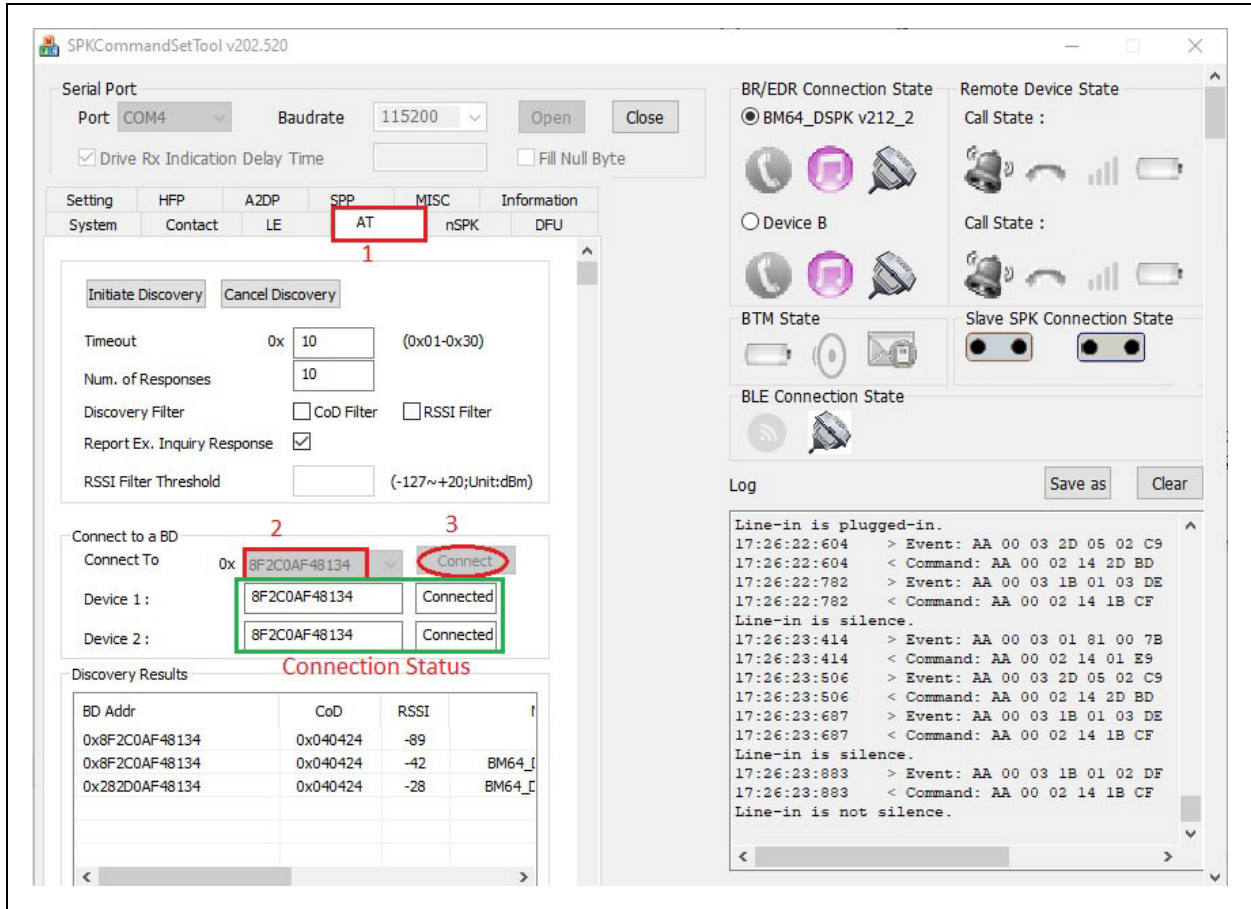 SPKCommandSetTool v202.520
Serial Port
Port COM4 Baudrate 115200 Open Close
Drive Rx Indication Delay Time Fill Null Byte
Setting HFP A2DP SPP MISC Information
System Contact LE AT nSPK DFU
1
Initiate Discovery Cancel Discovery
Timeout 0x 10 (0x01-0x30)
Num. of Responses 10
Discovery Filter CoD Filter RSSI Filter
Report Ex. Inquiry Response
RSSI Filter Threshold (-127~+20;Unit:dBm)
Connect to a BD 2 3
Connect To 0x 8F2C0AF48134 Connect
Device 1 : 8F2C0AF48134 Connected
Device 2 : 8F2C0AF48134 Connected
Connection Status
Discovery Results
BD Addr CoD RSSI
0x8F2C0AF48134 0x040424 -89
0x8F2C0AF48134 0x040424 -42 BM64_
0x282D0AF48134 0x040424 -28 BM64_
BR/EDR Connection State Remote Device State
BM64_DSPK v212_2 Call State :
Device B Call State :
BTM State Slave SPK Connection State
BLE Connection State
Log Save as Clear
Line-in is plugged-in.
17:26:22:604 > Event: AA 00 03 2D 05 02 C9
17:26:22:604 < Command: AA 00 02 14 2D BD
17:26:22:782 > Event: AA 00 03 1B 01 03 DE
17:26:22:782 < Command: AA 00 02 14 1B CF
Line-in is silence.
17:26:23:414 > Event: AA 00 03 01 81 00 7B
17:26:23:414 < Command: AA 00 02 14 01 E9
17:26:23:506 > Event: AA 00 03 2D 05 02 C9
17:26:23:506 < Command: AA 00 02 14 2D BD
17:26:23:687 > Event: AA 00 03 1B 01 03 DE
17:26:23:687 < Command: AA 00 02 14 1B CF
Line-in is silence.
17:26:23:883 > Event: AA 00 03 1B 01 02 DF
17:26:23:883 < Command: AA 00 02 14 1B CF
Line-in is not silence.